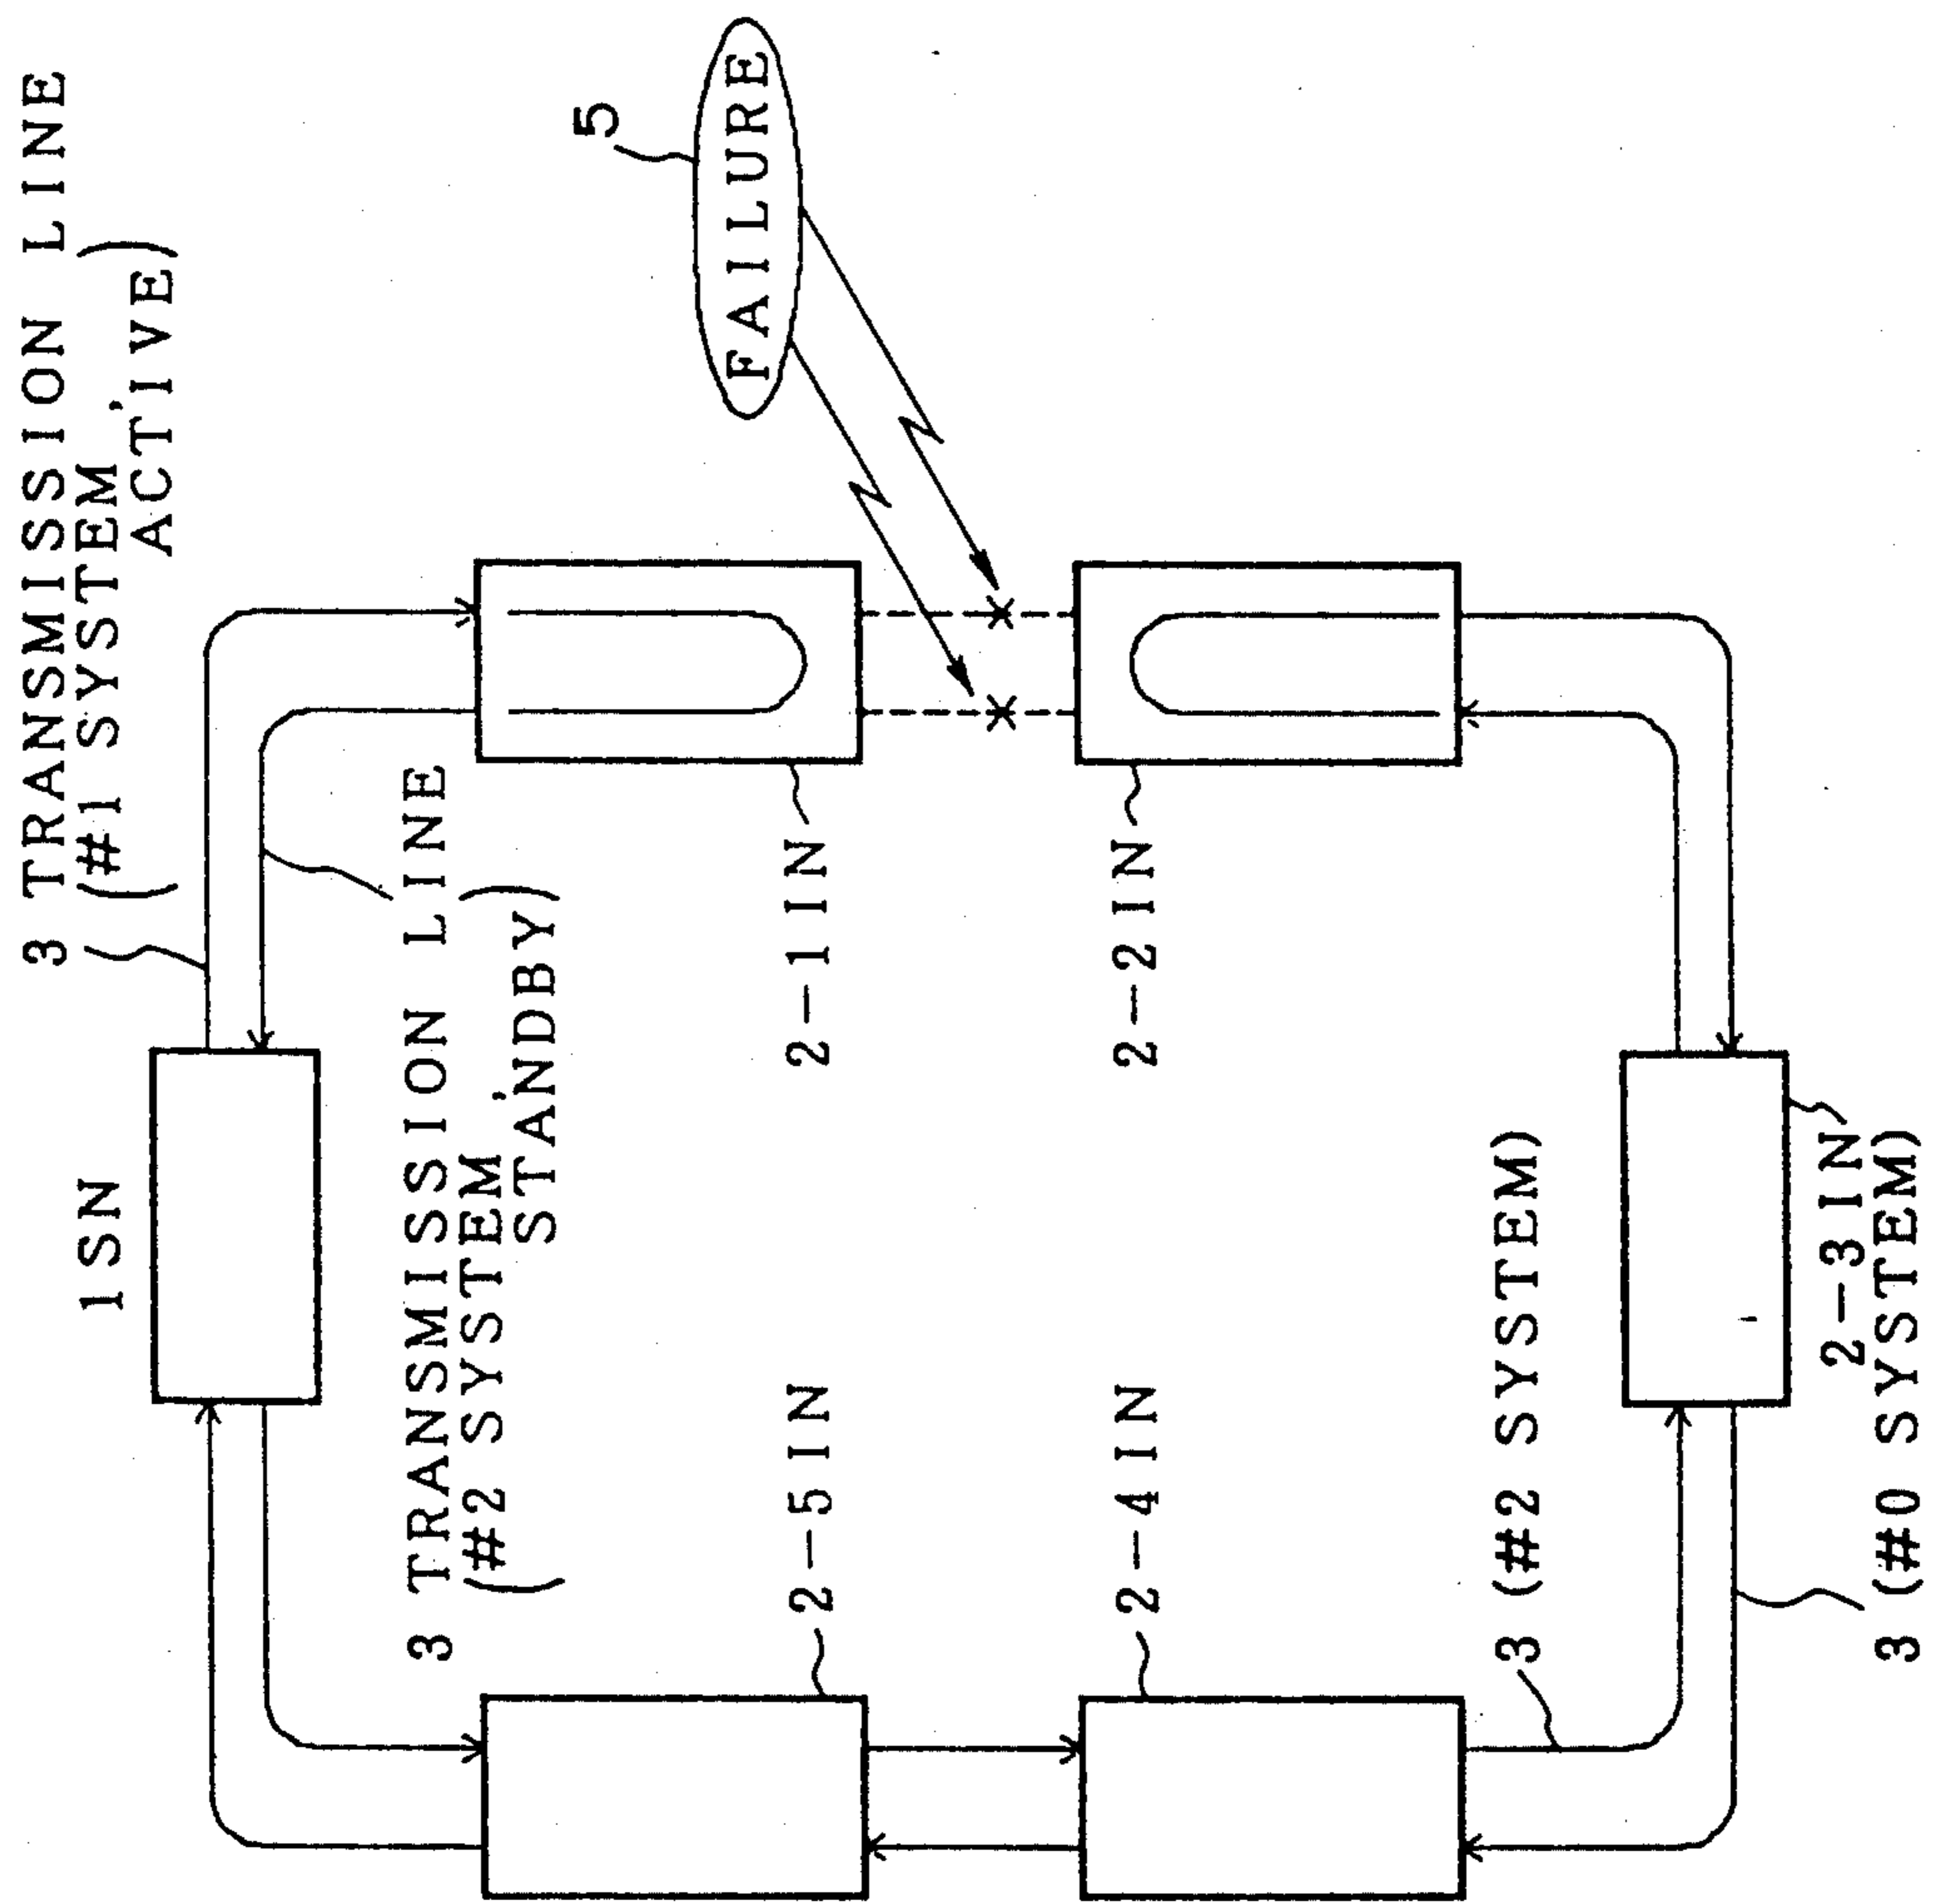 3 TRANSMISSION LINE
(#1 SYSTEM,
ACTIVE)
1SN
3 TRANSMISSION LINE
(#2 SYSTEM,
STANDBY)
5
FAILURE
2-1IN
2-5IN
2-2IN
2-4IN
3 (#2 SYSTEM)
2-3IN
3 (#0 SYSTEM)